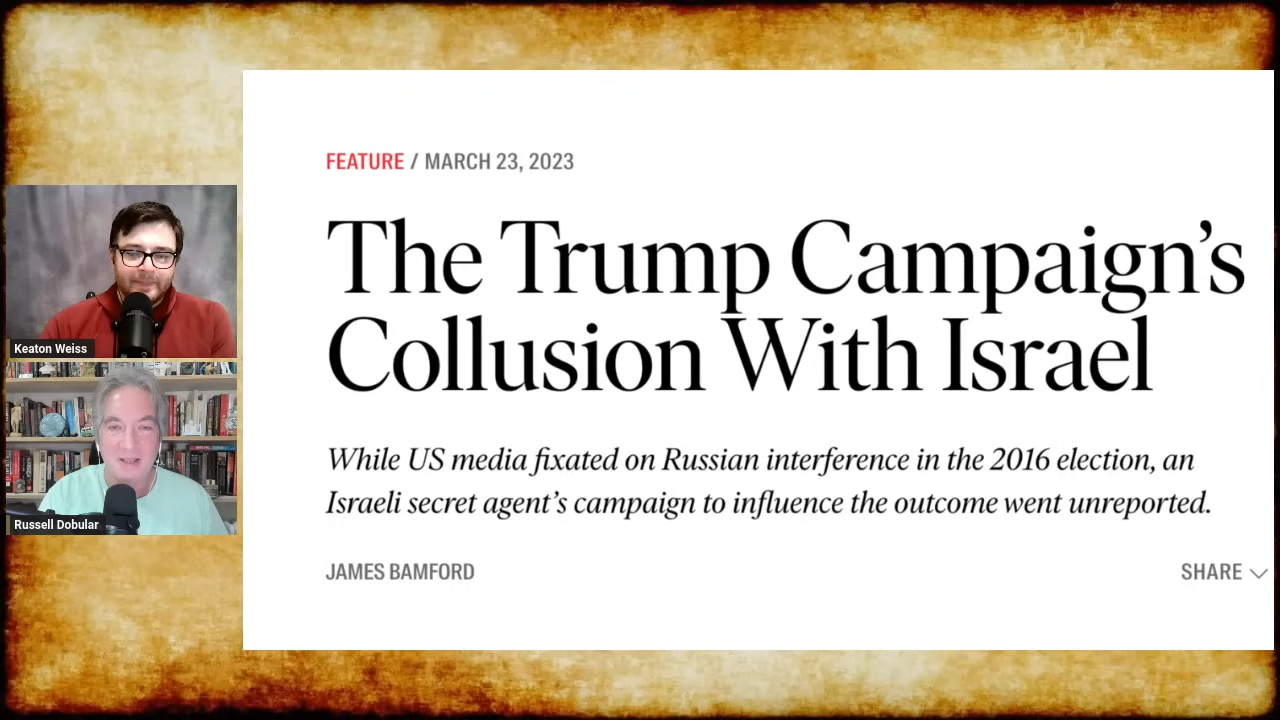 FEATURE / MARCH 23, 2023
The Trump Campaign's
Collusion With Israel
While US media fixated on Russian interference in the 2016 election, an
Israeli secret agent's campaign to influence the outcome went unreported.
JAMES BAMFORD
SHARE
Keaton Weiss
Russell Dobular